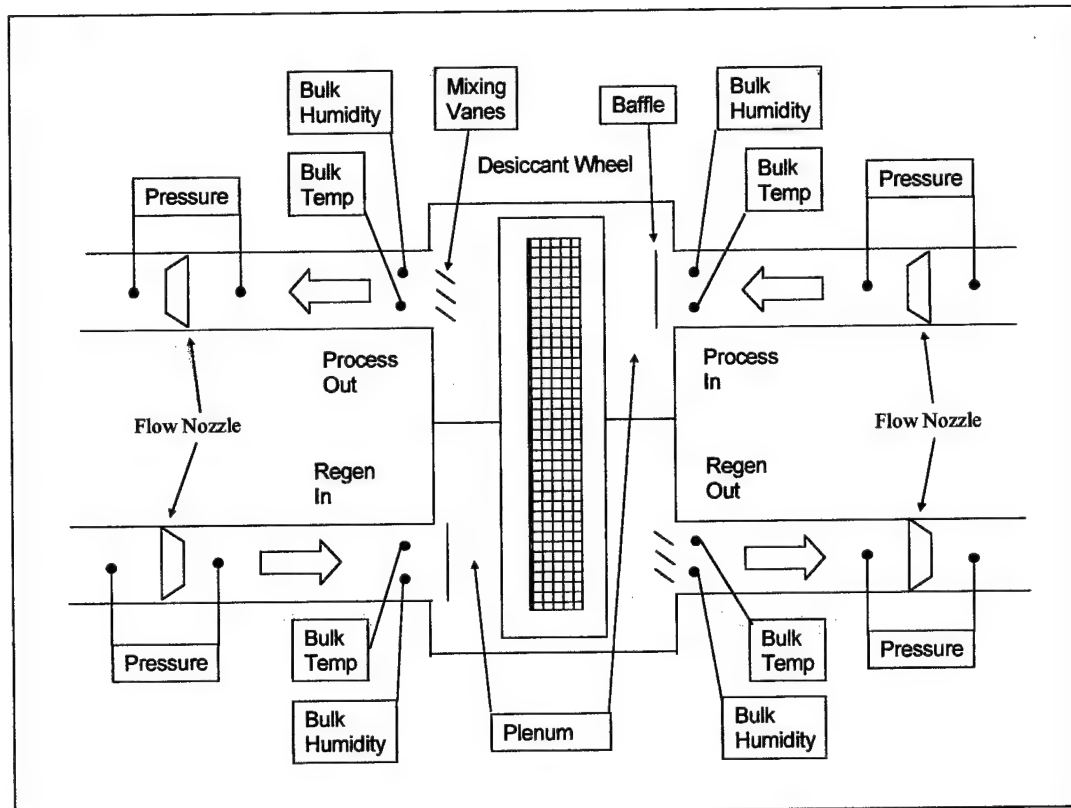 Bulk
Humidity
Mixing
Vanes
Baffle
Bulk
Humidity
Desiccant Wheel
Pressure
Bulk
Temp
Bulk
Temp
Pressure
Process
Out
Process
In
Flow Nozzle
Flow Nozzle
Regen
In
Regen
Out
Bulk
Temp
Bulk
Temp
Pressure
Pressure
Bulk
Humidity
Plenum
Bulk
Humidity